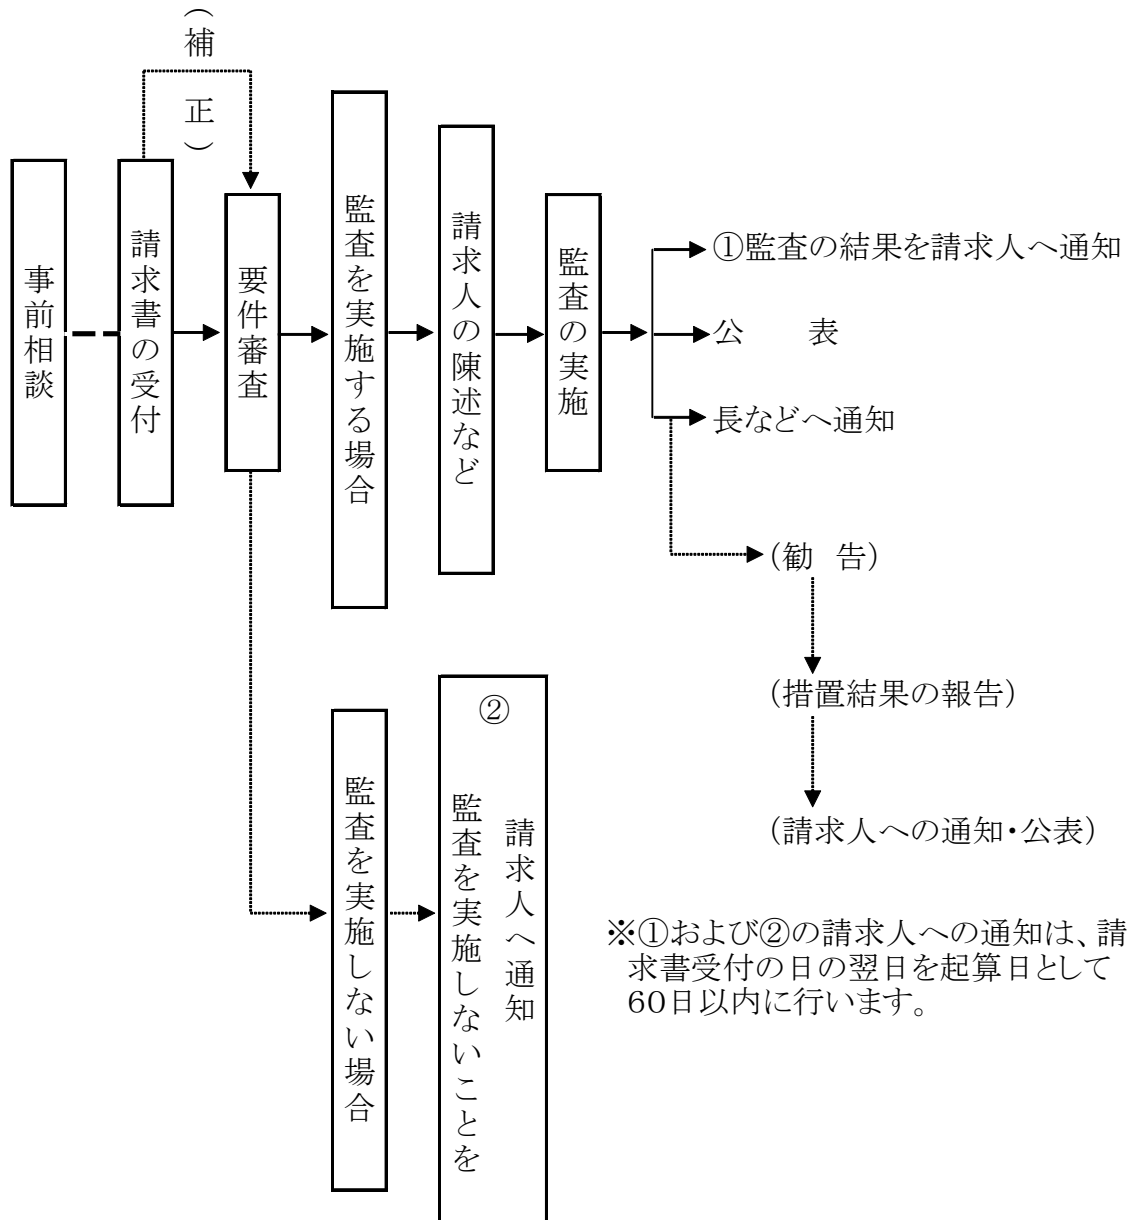 （補
正）
事前相談
請求書の受付
要件審査
監査を実施する場合
請求人の陳述など
監査の実施
①監査の結果を請求人へ通知
公　　表
長などへ通知
(勧 告)
(措置結果の報告)
(請求人への通知・公表)
監査を実施しない場合
②
請求人へ通知
監査を実施しないことを
※①および②の請求人への通知は、請
求書受付の日の翌日を起算日として
60日以内に行います。